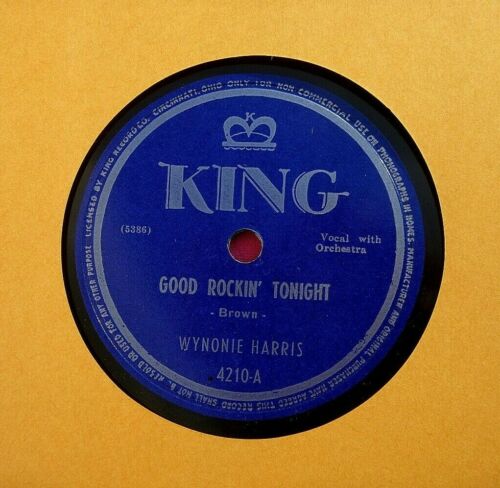 K
KING
(5386)
Vocal with
Orchestra
GOOD ROCKIN' TONIGHT
- Brown -
WYNONIE HARRIS
4210-A
LICENSED BY KING RECORD CO. CINCINNATI, OHIO ONLY FOR NON COMMERCIAL USE ON PHONOGRAPHS IN HOMES. MANUFACTURER AND ORIGINAL PURCHASER HAVE AGREED THIS RECORD SHALL NOT BE RESOLD OR USED FOR ANY OTHER PURPOSE